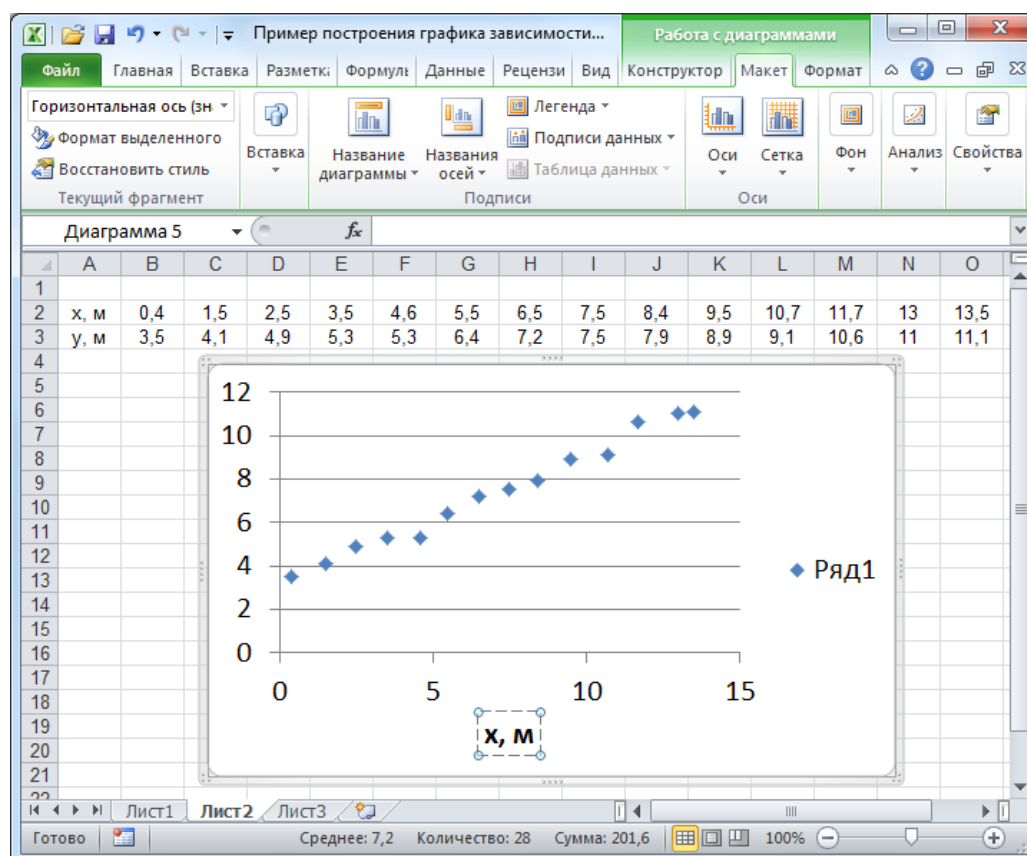 Пример построения графика зависимости... Работа с диаграммами
Файл Главная Вставка Разметка Формулы Данные Рецензи Вид Конструктор Макет Формат
Горизонтальная ось (зн
Формат выделенного
Восстановить стиль
Текущий фрагмент
Вставка
Название диаграммы
Названия осей
Легенда
Подписи данных
Таблица данных
Подписи
Оси
Сетка
Оси
Фон
Анализ
Свойства
Диаграмма 5 fx
A B C D E F G H I J K L M N O
1
2 х, м 0,4 1,5 2,5 3,5 4,6 5,5 6,5 7,5 8,4 9,5 10,7 11,7 13 13,5
3 у, м 3,5 4,1 4,9 5,3 5,3 6,4 7,2 7,5 7,9 8,9 9,1 10,6 11 11,1
4
5
6
7
8
9
10
11
12
13
14
15
16
17
18
19
20
21
22
12
10
8
6
4
2
0
0 5 10 15
х, м
Ряд1
Лист1 Лист2 Лист3
Готово Среднее: 7,2 Количество: 28 Сумма: 201,6 100%